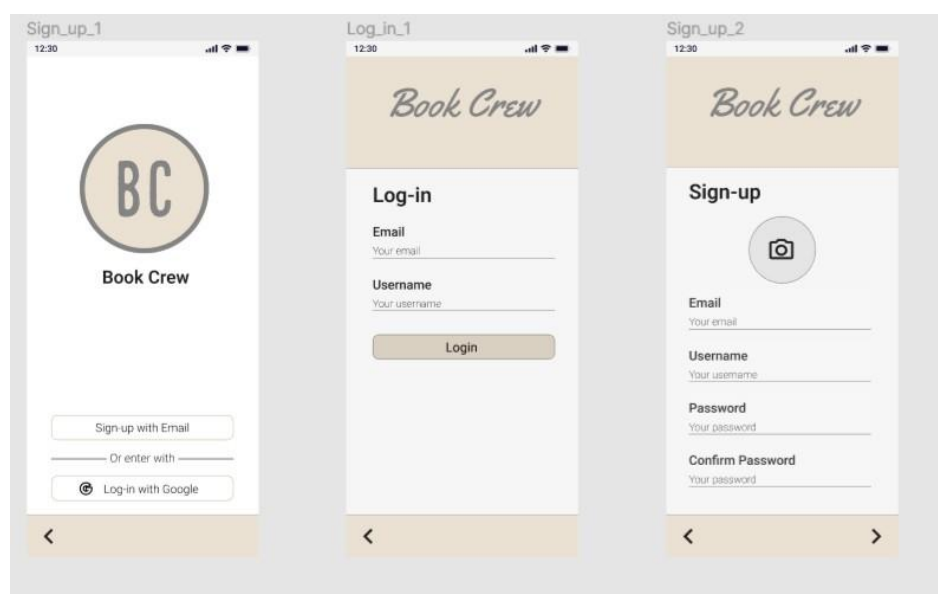 Sign_up_1
12:30
BC
Book Crew
Sign-up with Email
Or enter with
G Log-in with Google
Log_in_1
12:30
Book Crew
Log-in
Email
Your email
Username
Your username
Login
Sign_up_2
12:30
Book Crew
Sign-up
Email
Your email
Username
Your username
Password
Your password
Confirm Password
Your password